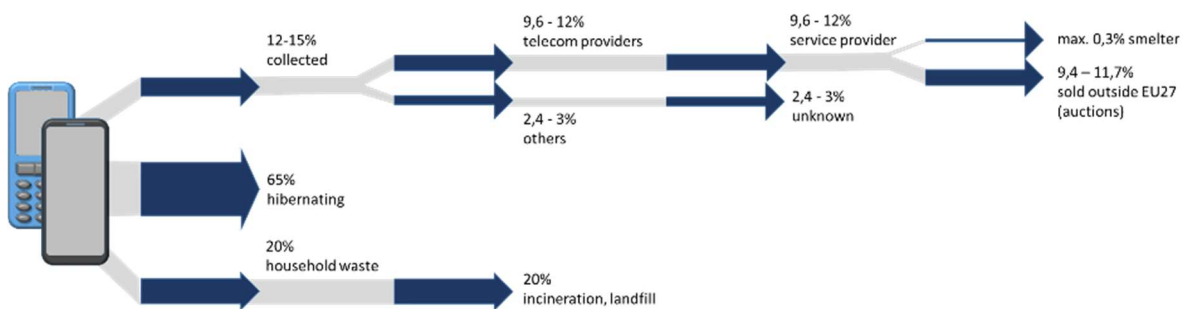 12-15%
collected
9,6 - 12%
telecom providers
9,6 - 12%
service provider
max. 0,3% smelter
9,4 – 11,7%
sold outside EU27
(auctions)
2,4 - 3%
others
2,4 - 3%
unknown
65%
hibernating
20%
household waste
20%
incineration, landfill